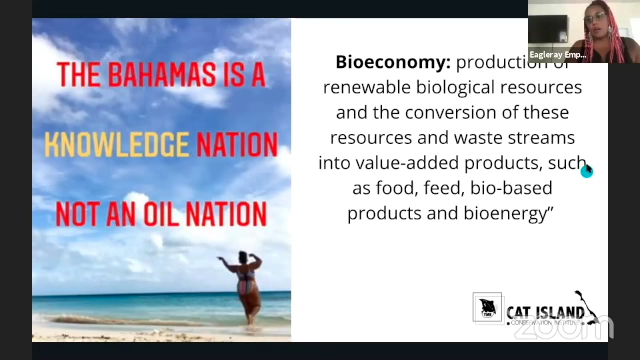 THE BAHAMAS IS A
KNOWLEDGE NATION
NOT AN OIL NATION
Eagleray Emp...
Bioeconomy: production of
renewable biological resources
and the conversion of these
resources and waste streams
into value-added products, such
as food, feed, bio-based
products and bioenergy”
CAT ISLAND
CONSERVATION INSTITUTE
zoom